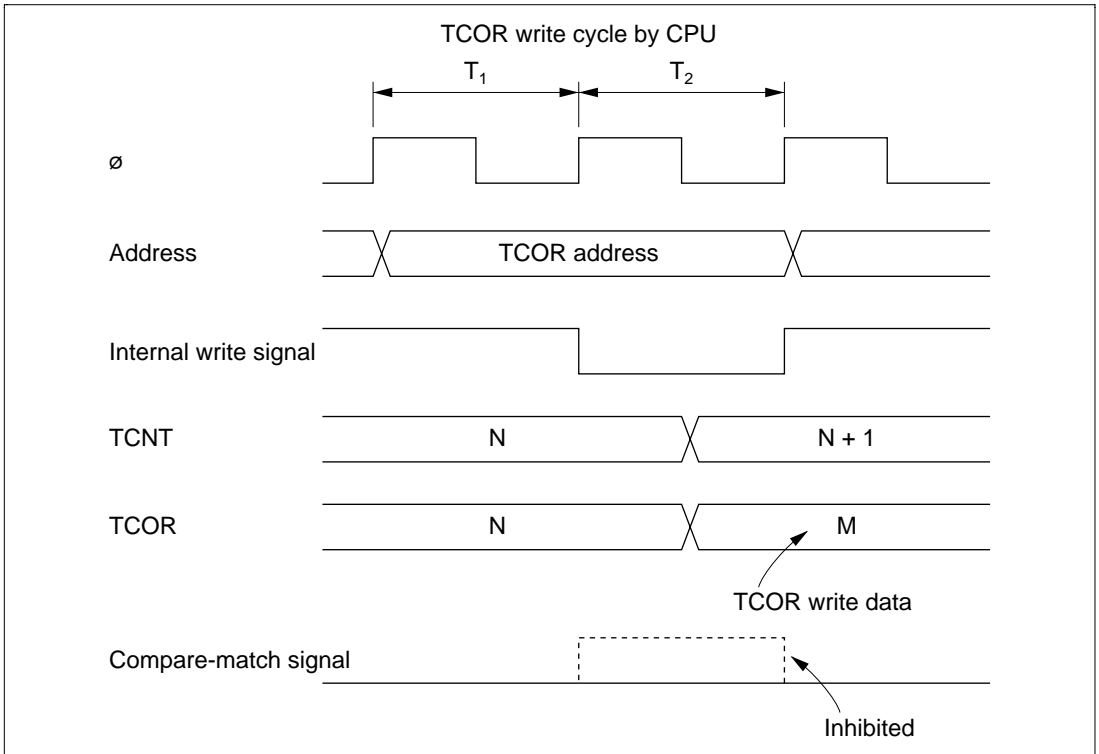 TCOR write cycle by CPU
T1 T2
ø
Address TCOR address
Internal write signal
TCNT N N + 1
TCOR N M
TCOR write data
Compare-match signal
Inhibited